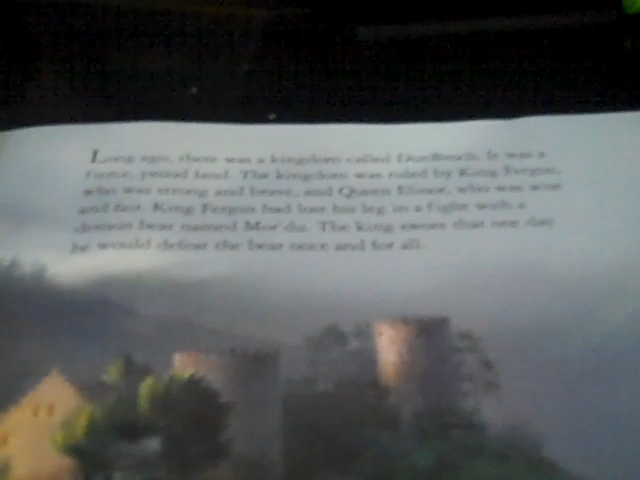 Long ago, there was a kingdom called DunBroch. It was a
fierce, proud land. The kingdom was ruled by King Fergus,
who was strong and brave, and Queen Elinor, who was wise
and fair. King Fergus had lost his leg in a fight with a
demon bear named Mor'du. The king swore that one day
he would defeat the bear once and for all.